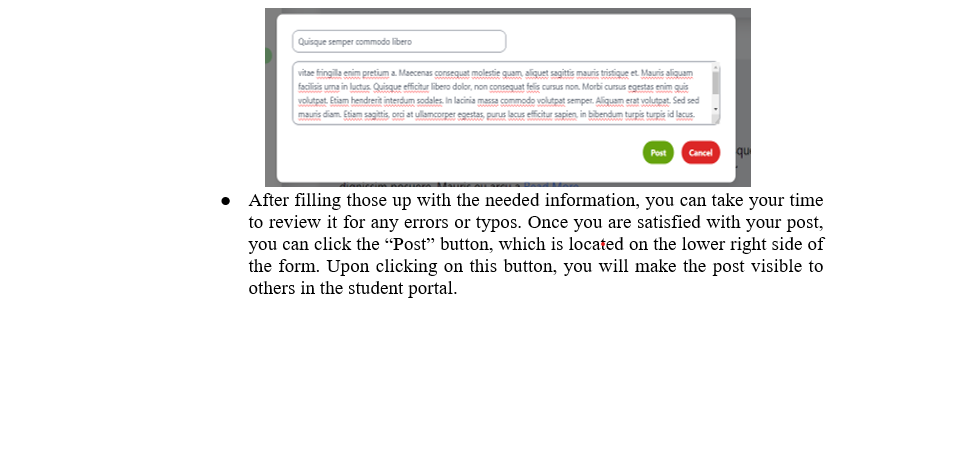 Quisque semper commodo libero
vitae fringilla enim pretium a. Maecenas consequat molestie quam, aliquet sagittis mauris tristique et. Mauris aliquam
facilisis urna in luctus. Quisque efficitur libero dolor, non consequat felis cursus non. Morbi cursus egestas enim quis
volutpat. Etiam hendrerit interdum sodales. In lacinia massa commodo volutpat semper. Aliquam erat volutpat. Sed sed
mauris diam. Etiam sagittis, orci at ullamcorper egestas, purus lacus efficitur sapien, in bibendum turpis turpis id lacus.
Post Cancel
● After filling those up with the needed information, you can take your time
to review it for any errors or typos. Once you are satisfied with your post,
you can click the “Post” button, which is located on the lower right side of
the form. Upon clicking on this button, you will make the post visible to
others in the student portal.